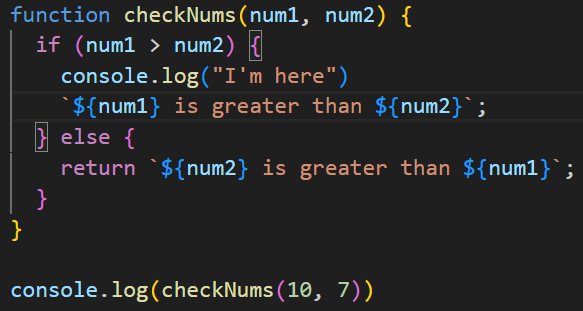 function checkNums(num1, num2) {
if (num1 > num2) {
console.log("I'm here")
`${num1} is greater than ${num2}`;
} else {
return `${num2} is greater than ${num1}`;
}
}
console.log(checkNums(10, 7))